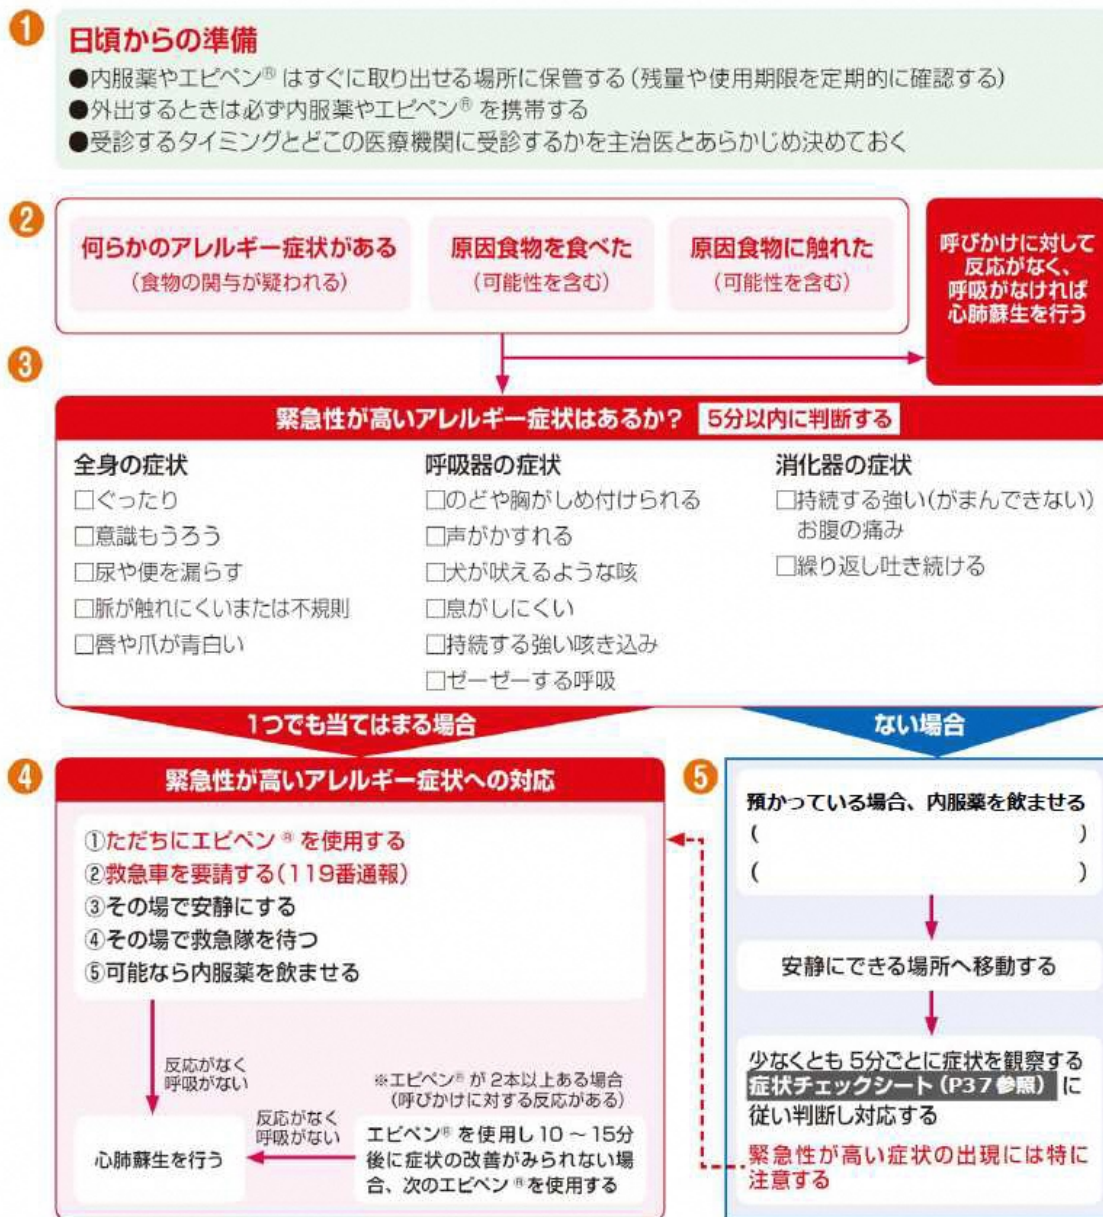 1
日頃からの準備
●内服薬やエピペン® はすぐに取り出せる場所に保管する(残量や使用期限を定期的に確認する)
●外出するときは必ず内服薬やエピペン® を携帯する
●受診するタイミングとどこの医療機関に受診するかを主治医とあらかじめ決めておく
2
何らかのアレルギー症状がある
(食物の関与が疑われる)
原因食物を食べた
(可能性を含む)
原因食物に触れた
(可能性を含む)
呼びかけに対して
反応がなく、
呼吸がなければ
心肺蘇生を行う
3
緊急性が高いアレルギー症状はあるか? 5分以内に判断する
全身の症状
□ぐったり
□意識もうろう
□尿や便を漏らす
□脈が触れにくいまたは不規則
□唇や爪が青白い
呼吸器の症状
□のどや胸がしめ付けられる
□声がかすれる
□犬が吠えるような咳
□息がしにくい
□持続する強い咳き込み
□ゼーゼーする呼吸
消化器の症状
□持続する強い(がまんできない)
お腹の痛み
□繰り返し吐き続ける
1つでも当てはまる場合
ない場合
4
緊急性が高いアレルギー症状への対応
①ただちにエピペン®を使用する
②救急車を要請する(119番通報)
③その場で安静にする
④その場で救急隊を待つ
⑤可能なら内服薬を飲ませる
反応がなく
呼吸がない
※エピペン®が2本以上ある場合
(呼びかけに対する反応がある)
反応がなく
呼吸がない
心肺蘇生を行う
エピペン®を使用し10~15分
後に症状の改善がみられない場
合、次のエピペン®を使用する
5
預かっている場合、内服薬を飲ませる
( )
( )
安静にできる場所へ移動する
少なくとも5分ごとに症状を観察する
症状チェックシート(P37参照)に
従い判断し対応する
緊急性が高い症状の出現には特に
注意する